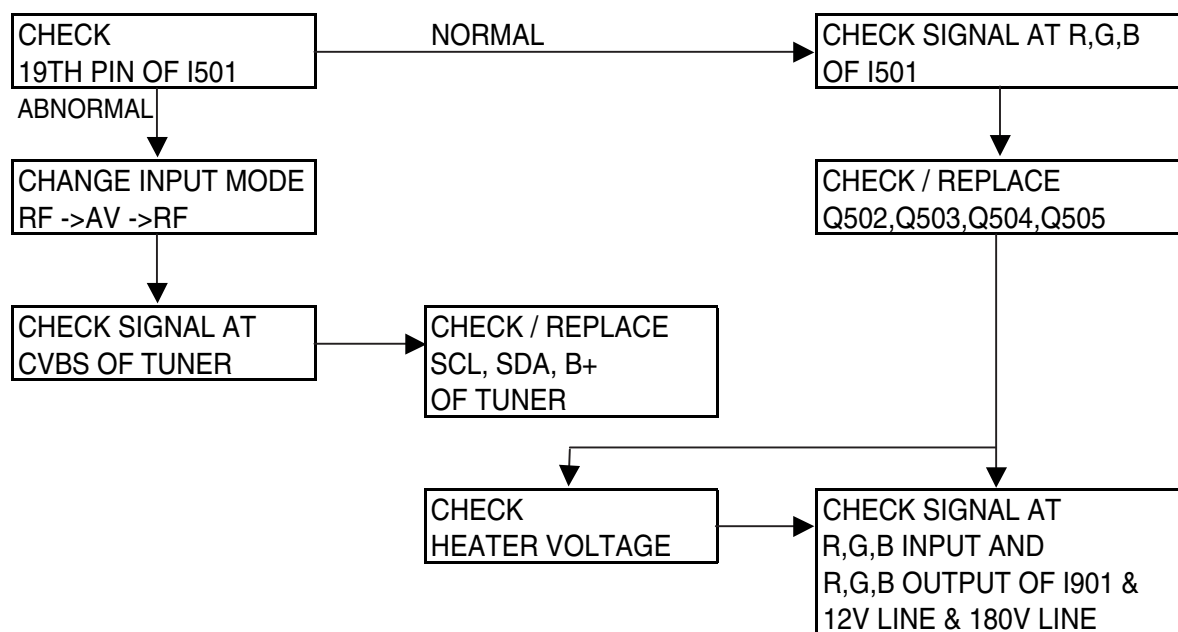 CHECK
19TH PIN OF I501
NORMAL
CHECK SIGNAL AT R,G,B
OF I501
ABNORMAL
CHANGE INPUT MODE
RF ->AV ->RF
CHECK / REPLACE
Q502,Q503,Q504,Q505
CHECK SIGNAL AT
CVBS OF TUNER
CHECK / REPLACE
SCL, SDA, B+
OF TUNER
CHECK
HEATER VOLTAGE
CHECK SIGNAL AT
R,G,B INPUT AND
R,G,B OUTPUT OF I901 &
12V LINE & 180V LINE